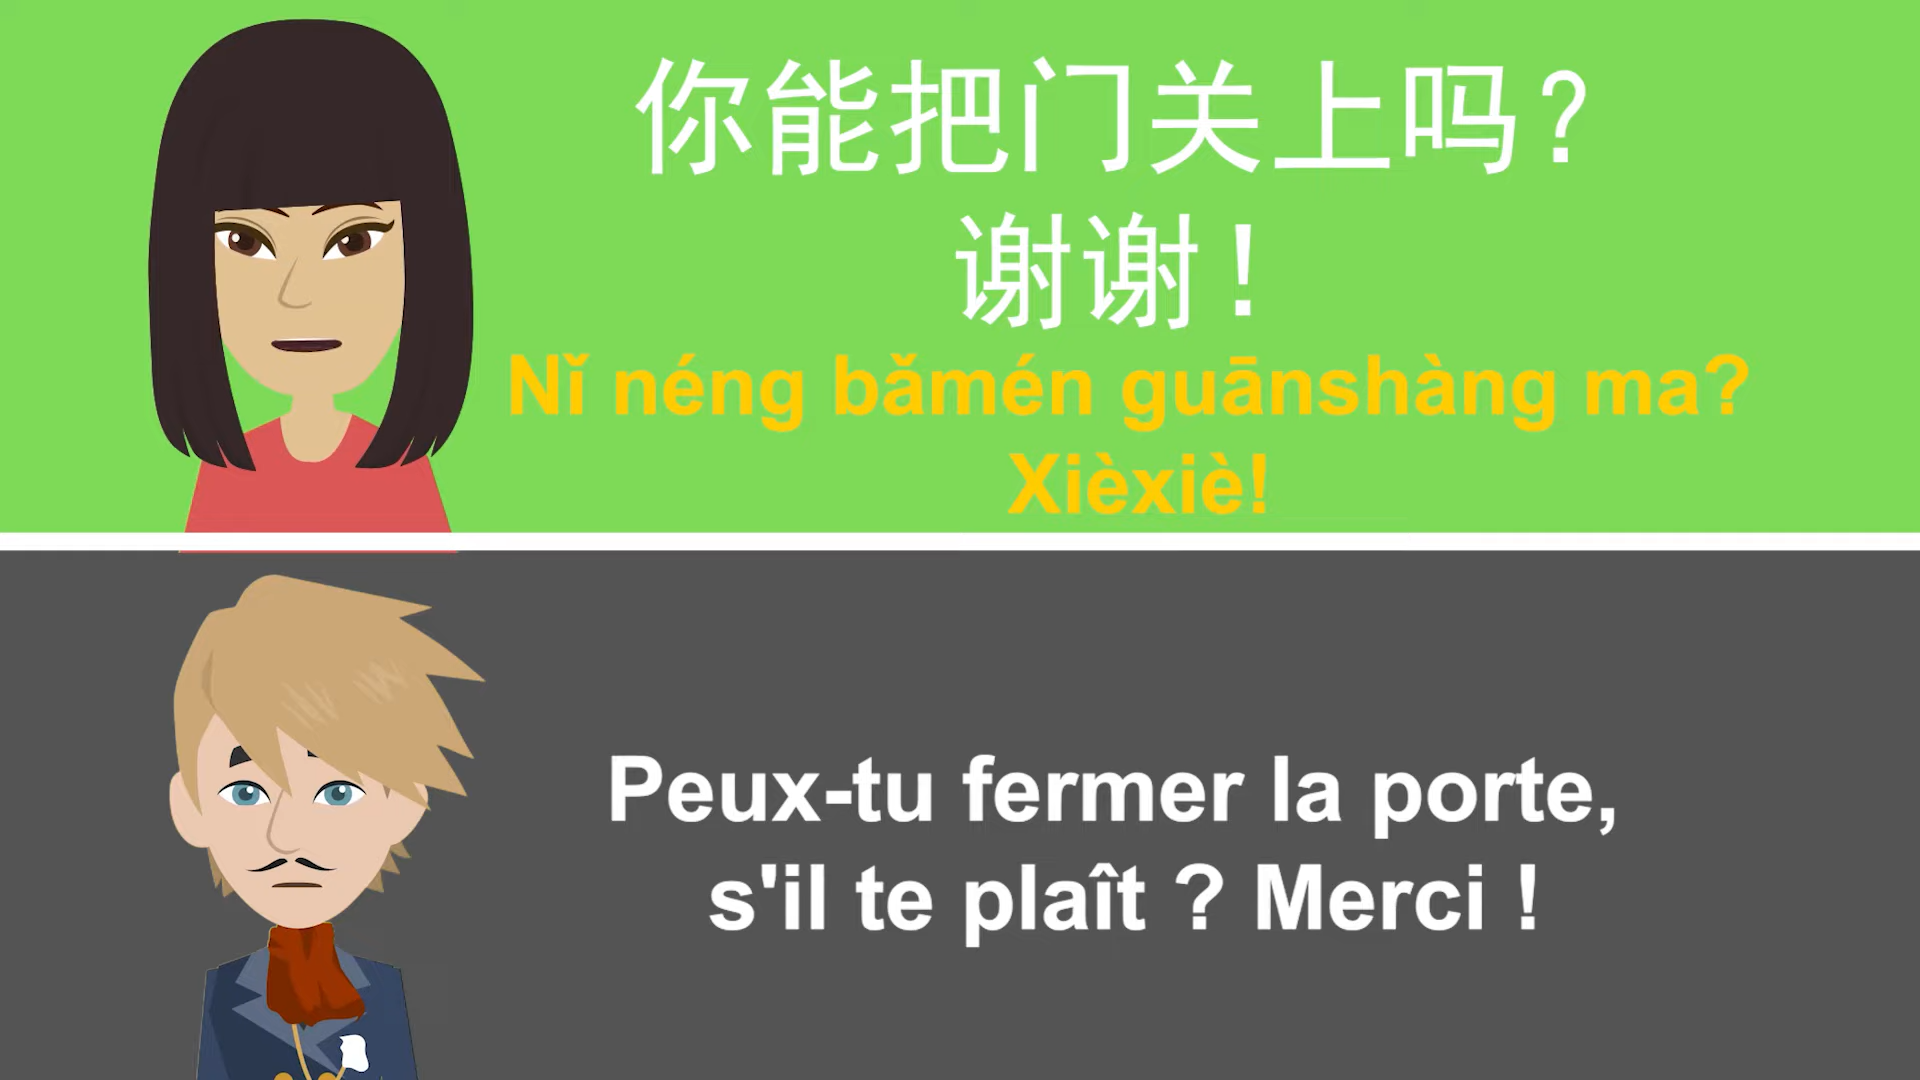 你能把门关上吗？
谢谢！
Nǐ néng bǎmén guānshàng ma?
Xièxiè!
Peux-tu fermer la porte,
s'il te plaît ? Merci !